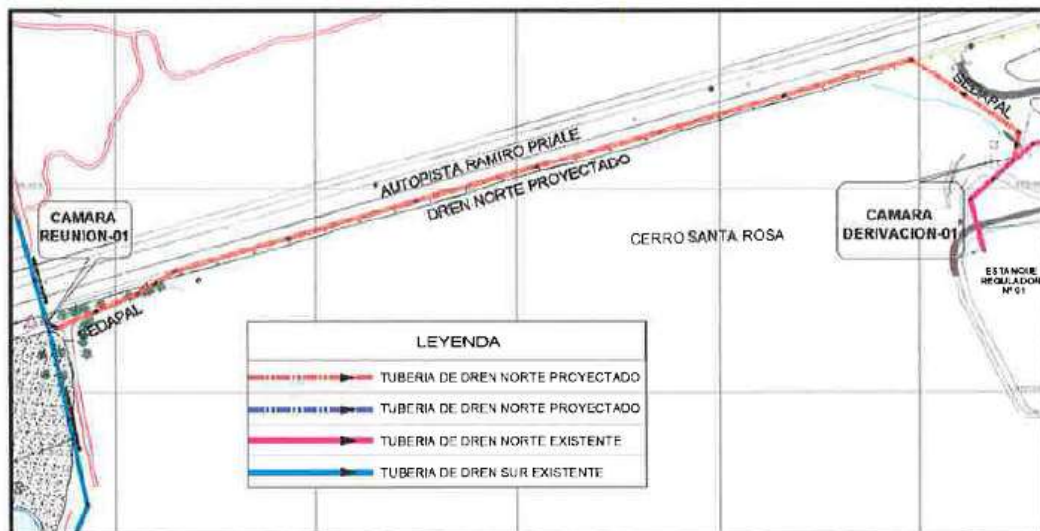 SEDAPAL
AUTOPISTA RAMIRO PRIALE
DREN NORTE PROYECTADO
CAMARA
REUNION-01
CAMARA
DERIVACION-01
CERRO SANTA ROSA
ESTANQUE
REGULADOR
N° 01
SEDAPAL
LEYENDA
TUBERIA DE DREN NORTE PROYECTADO
TUBERIA DE DREN NORTE PROYECTADO
TUBERIA DE DREN NORTE EXISTENTE
TUBERIA DE DREN SUR EXISTENTE